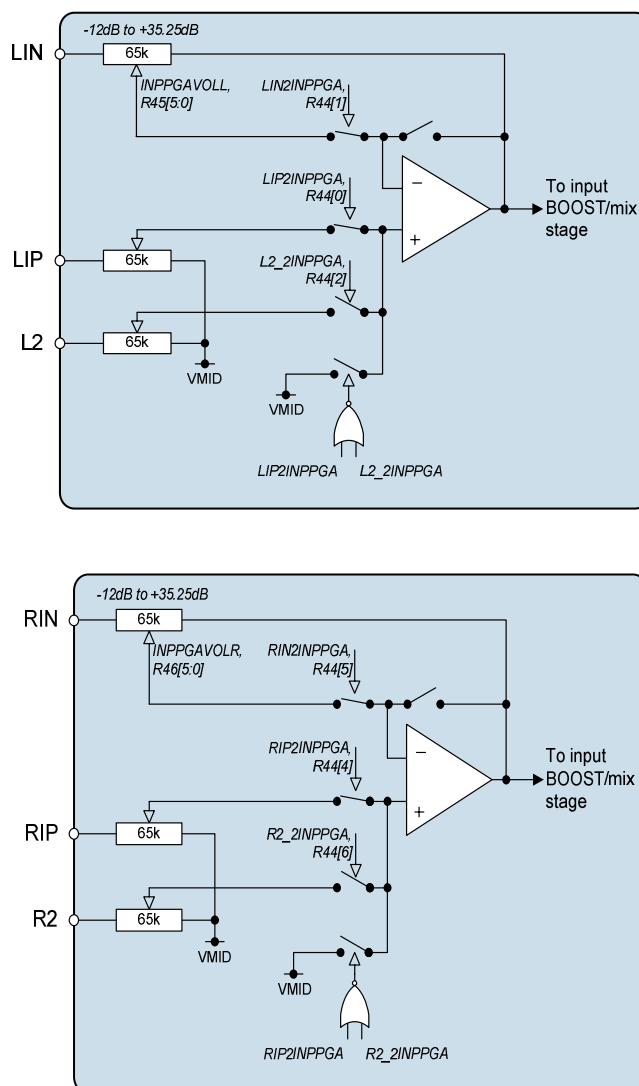 -12dB to +35.25dB
LIN
65k
INPPGAVOLL,
R45[5:0]
LIN2INPPGA,
R44[1]
LIP2INPPGA,
R44[0]
−
+
To input
BOOST/mix
stage
LIP
65k
L2_2INPPGA,
R44[2]
L2
65k
VMID
VMID
LIP2INPPGA
L2_2INPPGA
-12dB to +35.25dB
RIN
65k
INPPGAVOLR,
R46[5:0]
RIN2INPPGA,
R44[5]
RIP2INPPGA,
R44[4]
−
+
To input
BOOST/mix
stage
RIP
65k
R2_2INPPGA,
R44[6]
R2
65k
VMID
VMID
RIP2INPPGA
R2_2INPPGA